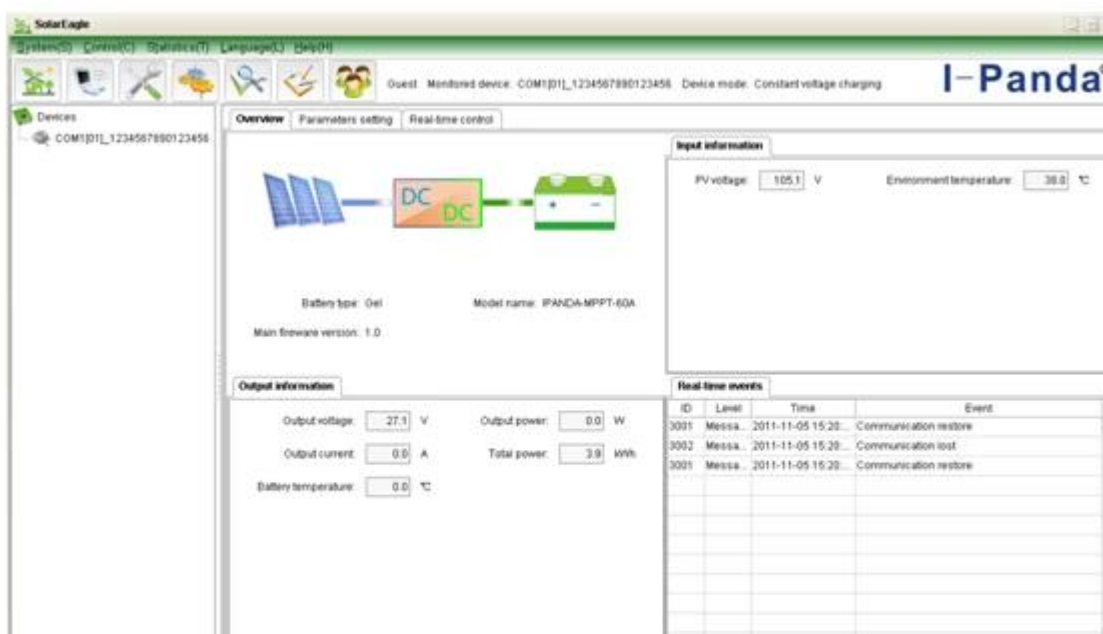 SolarEagle
System(S) Control(C) Statistics(T) Language(L) Help(H)
Guest Monitored device: COM1[01]_1234567890123456 Device mode: Constant voltage charging
I-Panda
Devices
COM1[01]_1234567890123456
Overview Parameters setting Real-time control
DC
DC
+ −
Battery type: Gel Model name: IPANDA-MPPT-60A
Main fireware version: 1.0
Input information
PV voltage: 105.1 V Environment temperature: 38.0 ℃
Output information
Output voltage: 27.1 V Output power: 0.0 W
Output current: 0.0 A Total power: 3.9 kWh
Battery temperature: 0.0 ℃
Real-time events
ID Level Time Event
3001 Messa... 2011-11-05 15:20:... Communication restore
3002 Messa... 2011-11-05 15:20:... Communication lost
3001 Messa... 2011-11-05 15:20:... Communication restore